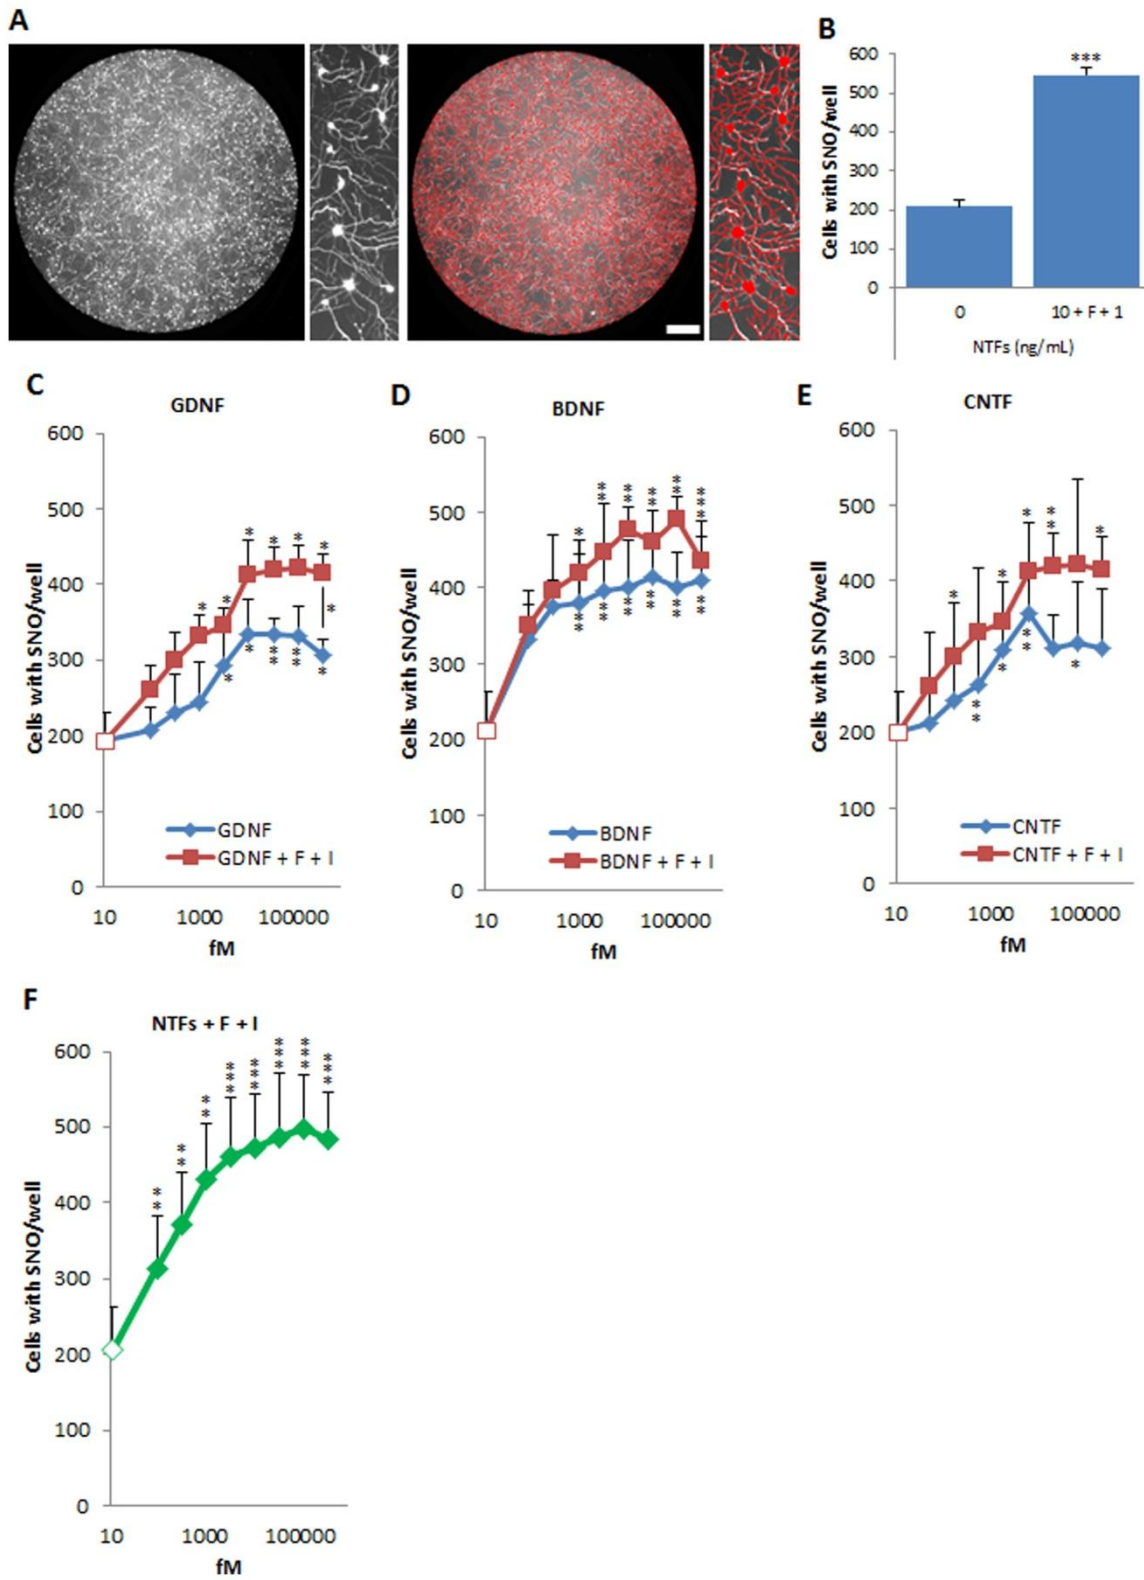 A
B
600
500
400
300
200
100
0
Cells with SNO/well
***
0
10 + F + 1
NTFs (ng/mL)
C
GDNF
600
500
400
300
200
100
0
Cells with SNO/well
* * * * * *
*
* * ** ** *
GDNF
GDNF + F + I
10
1000
100000
fM
D
BDNF
600
500
400
300
200
100
0
Cells with SNO/well
* ** ** ** ** ***
** ** ** ** ** **
BDNF
BDNF + F + I
10
1000
100000
fM
E
CNTF
600
500
400
300
200
100
0
Cells with SNO/well
* * * ** *
** * ** *
CNTF
CNTF + F + I
10
1000
100000
fM
F
NTFs + F + I
600
500
400
300
200
100
0
Cells with SNO/well
** ** ** *** *** *** *** ***
10
1000
100000
fM